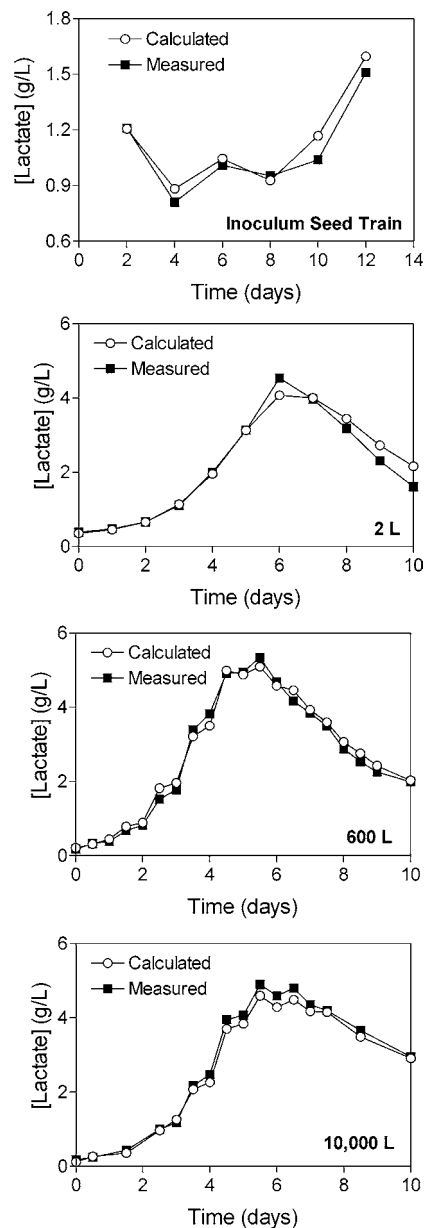 1.8
Calculated
Measured
1.5
1.2
0.9
0.6
[Lactate] (g/L)
Inoculum Seed Train
0 2 4 6 8 10 12 14
Time (days)
6
Calculated
Measured
4
2
0
[Lactate] (g/L)
2 L
0 2 4 6 8 10
Time (days)
6
Calculated
Measured
4
2
0
[Lactate] (g/L)
600 L
0 2 4 6 8 10
Time (days)
6
Calculated
Measured
4
2
0
[Lactate] (g/L)
10,000 L
0 2 4 6 8 10
Time (days)